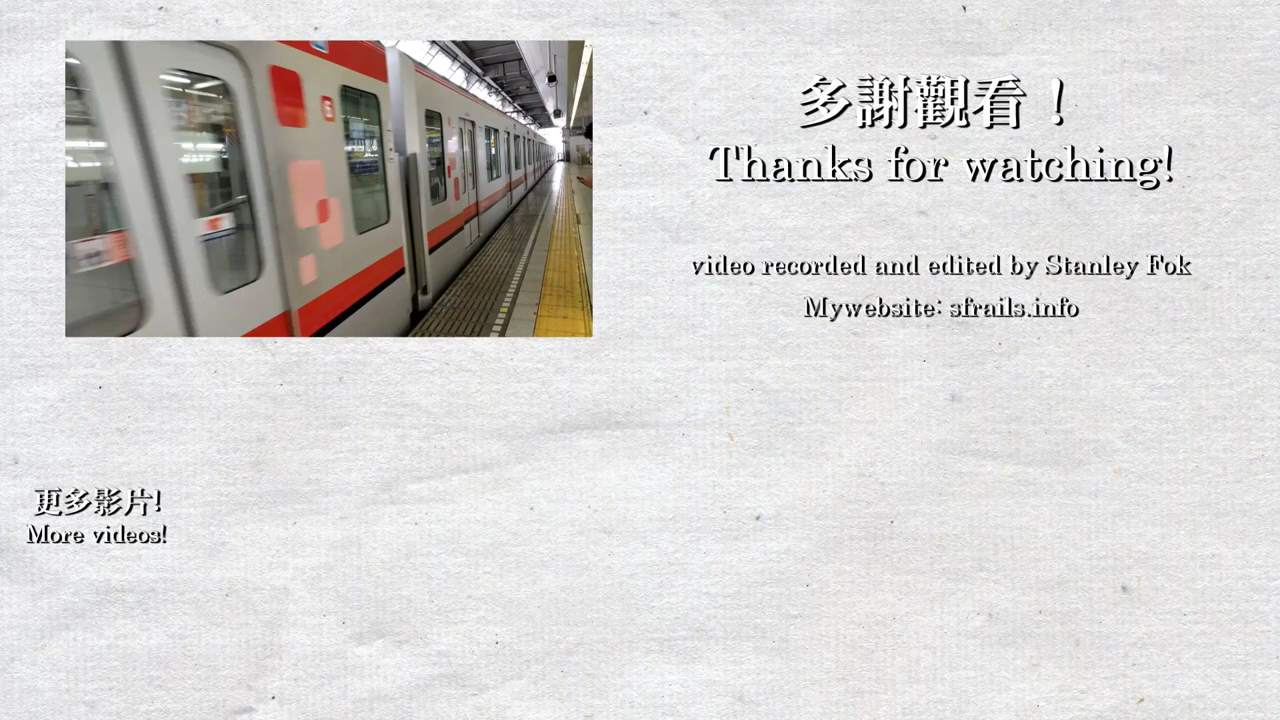 多謝觀看！
Thanks for watching!
video recorded and edited by Stanley Fok
Mywebsite: sfrails.info
更多影片!
More videos!